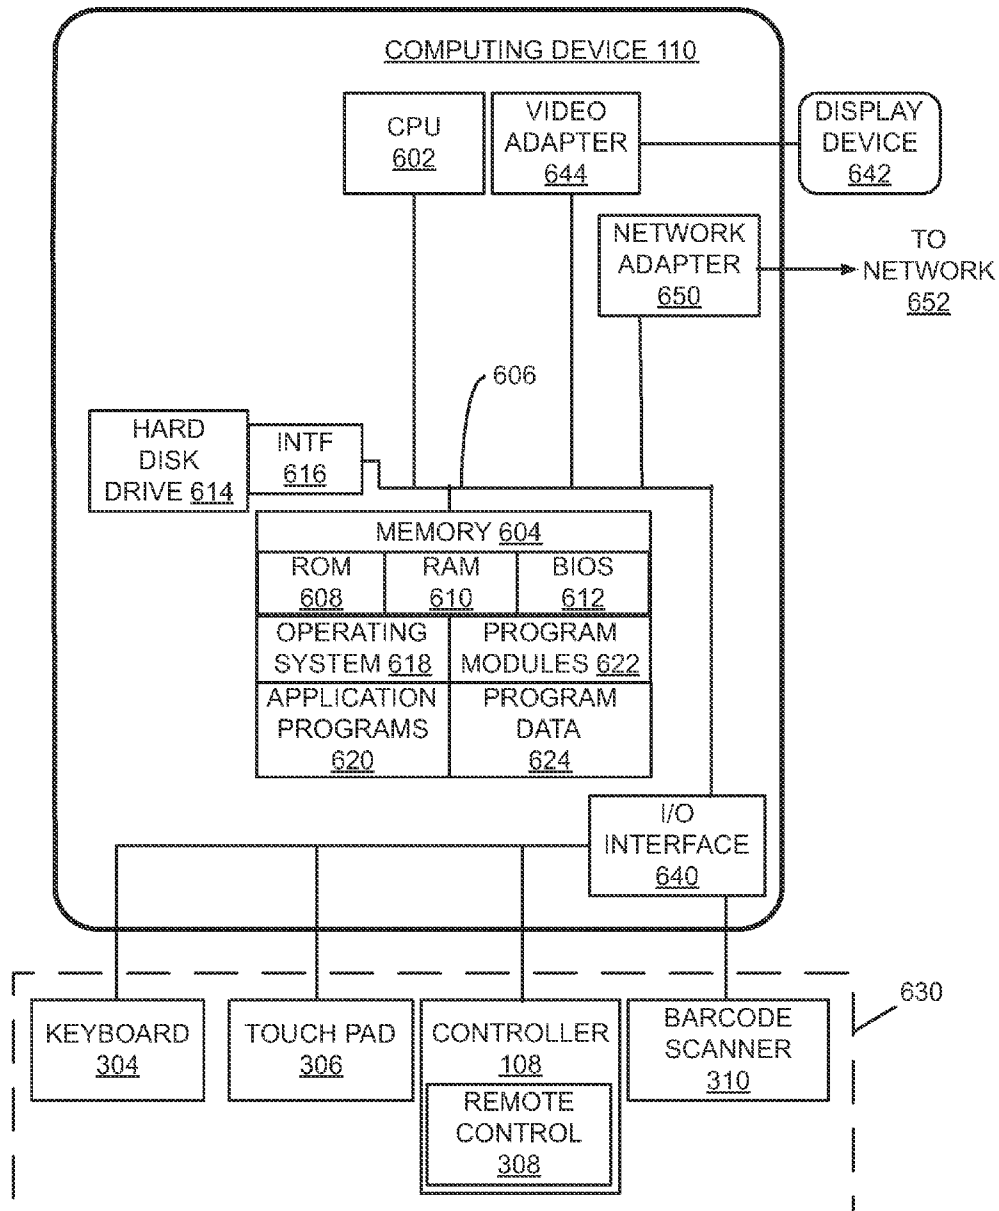 COMPUTING DEVICE 110
CPU
602
VIDEO
ADAPTER
644
DISPLAY
DEVICE
642
NETWORK
ADAPTER
650
TO
NETWORK
652
606
HARD
DISK
DRIVE 614
INTF
616
MEMORY 604
ROM
608
RAM
610
BIOS
612
OPERATING
SYSTEM 618
PROGRAM
MODULES 622
APPLICATION
PROGRAMS
620
PROGRAM
DATA
624
I/O
INTERFACE
640
630
KEYBOARD
304
TOUCH PAD
306
CONTROLLER
108
REMOTE
CONTROL
308
BARCODE
SCANNER
310